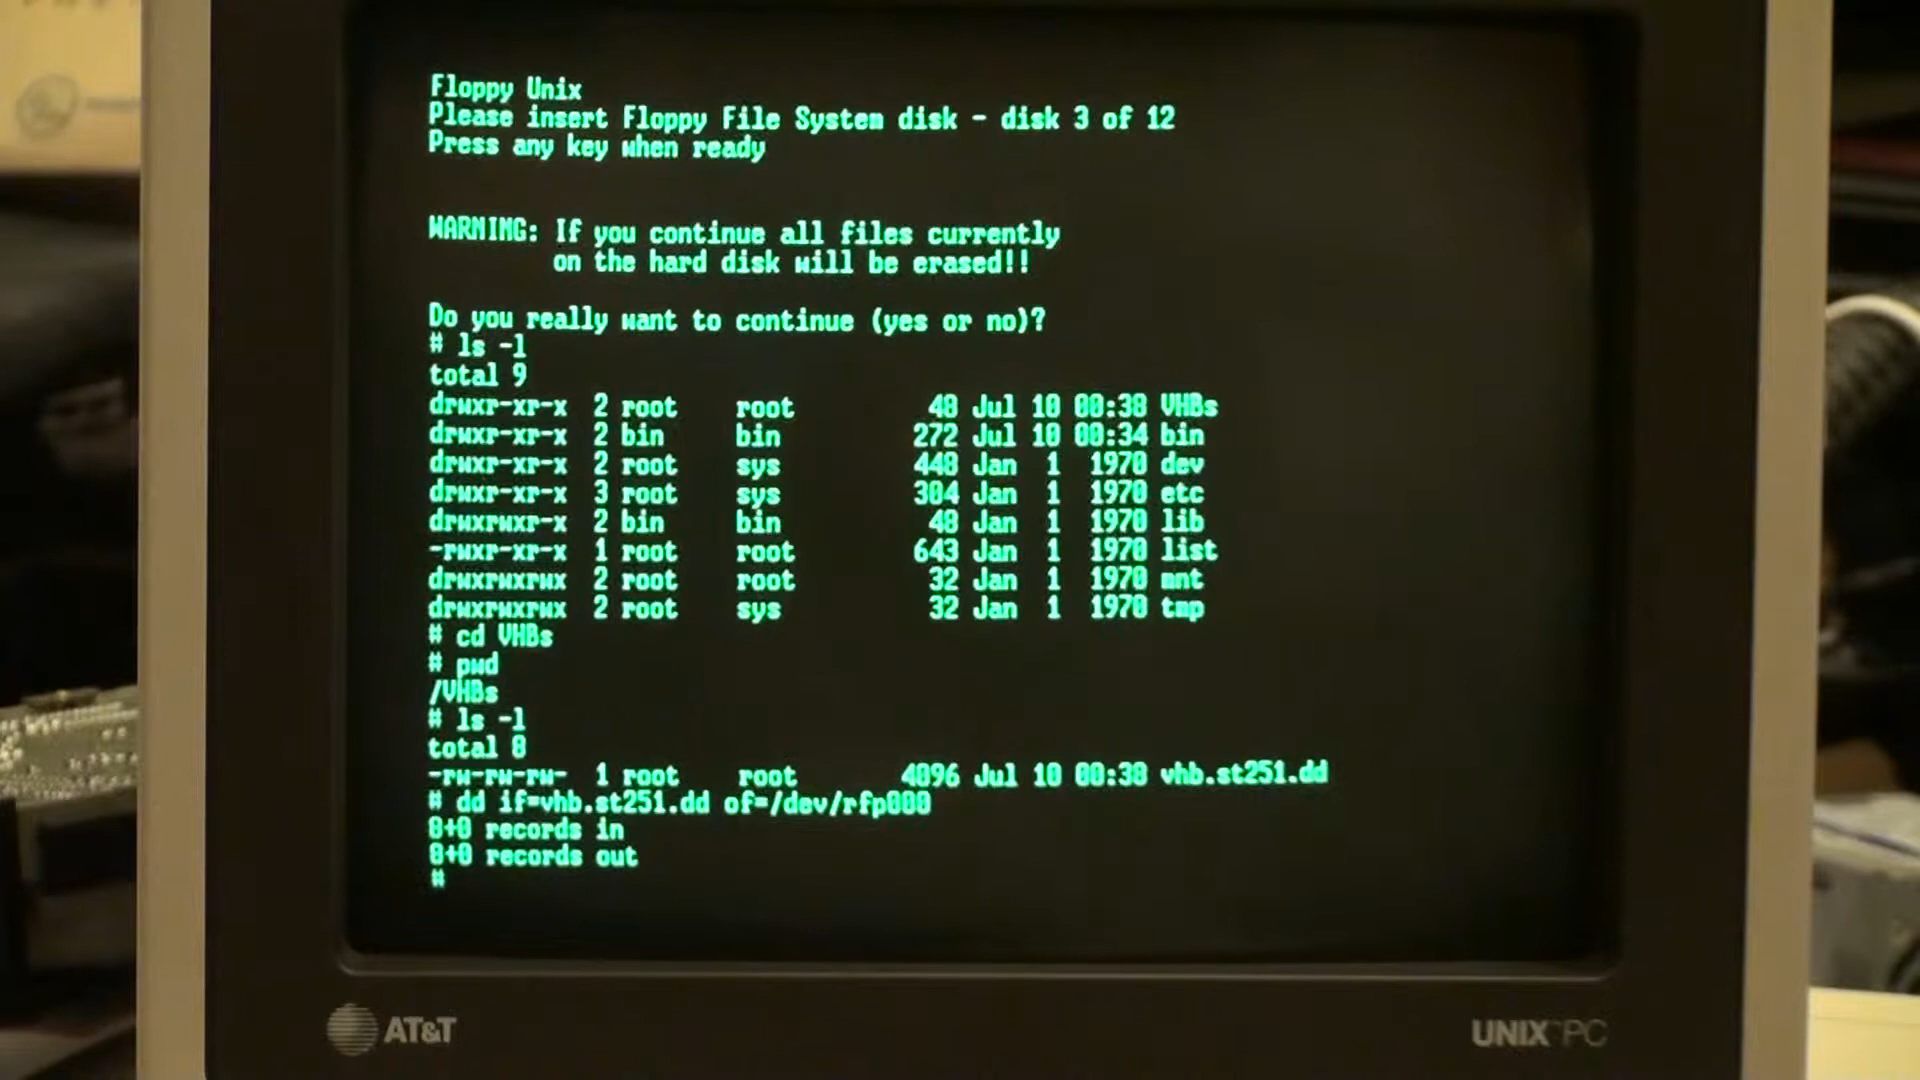 Floppy Unix
Please insert Floppy File System disk - disk 3 of 12
Press any key when ready
WARNING: If you continue all files currently
on the hard disk will be erased!!
Do you really want to continue (yes or no)?
# ls -l
total 9
drwxr-xr-x 2 root root 48 Jul 10 00:38 VHBs
drwxr-xr-x 2 bin bin 272 Jul 10 00:34 bin
drwxr-xr-x 2 root sys 448 Jan 1 1970 dev
drwxr-xr-x 3 root sys 304 Jan 1 1970 etc
drwxrwxr-x 2 bin bin 48 Jan 1 1970 lib
-rwxr-xr-x 1 root root 643 Jan 1 1970 list
drwxrwxrwx 2 root root 32 Jan 1 1970 mnt
drwxrwxrwx 2 root sys 32 Jan 1 1970 tmp
# cd VHBs
# pwd
/VHBs
# ls -l
total 8
-rw-rw-rw- 1 root root 4096 Jul 10 00:38 vhb.st251.dd
# dd if=vhb.st251.dd of=/dev/rfp000
8+0 records in
8+0 records out
#
AT&T
UNIX PC